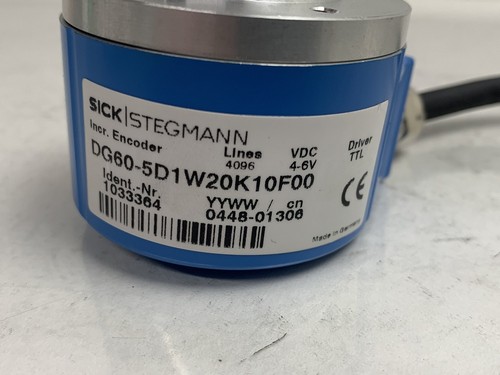 SICK|STEGMANN
Incr. Encoder Lines VDC Driver
4096 4-6V TTL
DG60-5D1W20K10F00
Ident.-Nr. YYWW / cn
1033364 0448-01306
CE
Made in Germany